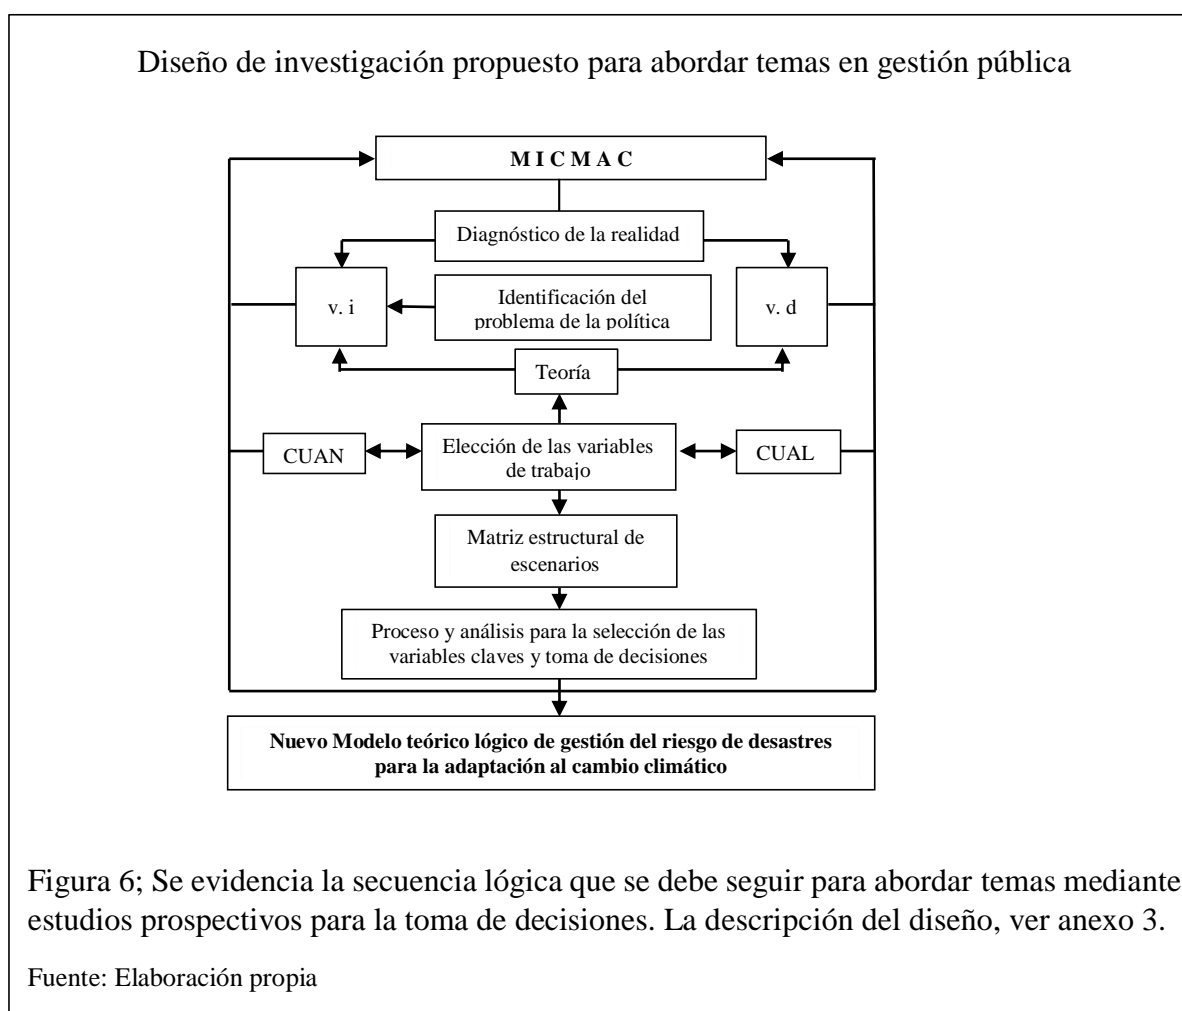 Diseño de investigación propuesto para abordar temas en gestión pública
M I C M A C
Diagnóstico de la realidad
v. i
Identificación del
problema de la política
v. d
Teoría
CUAN
Elección de las variables
de trabajo
CUAL
Matriz estructural de
escenarios
Proceso y análisis para la selección de las
variables claves y toma de decisiones
Nuevo Modelo teórico lógico de gestión del riesgo de desastres
para la adaptación al cambio climático
Figura 6; Se evidencia la secuencia lógica que se debe seguir para abordar temas mediante
estudios prospectivos para la toma de decisiones. La descripción del diseño, ver anexo 3.
Fuente: Elaboración propia